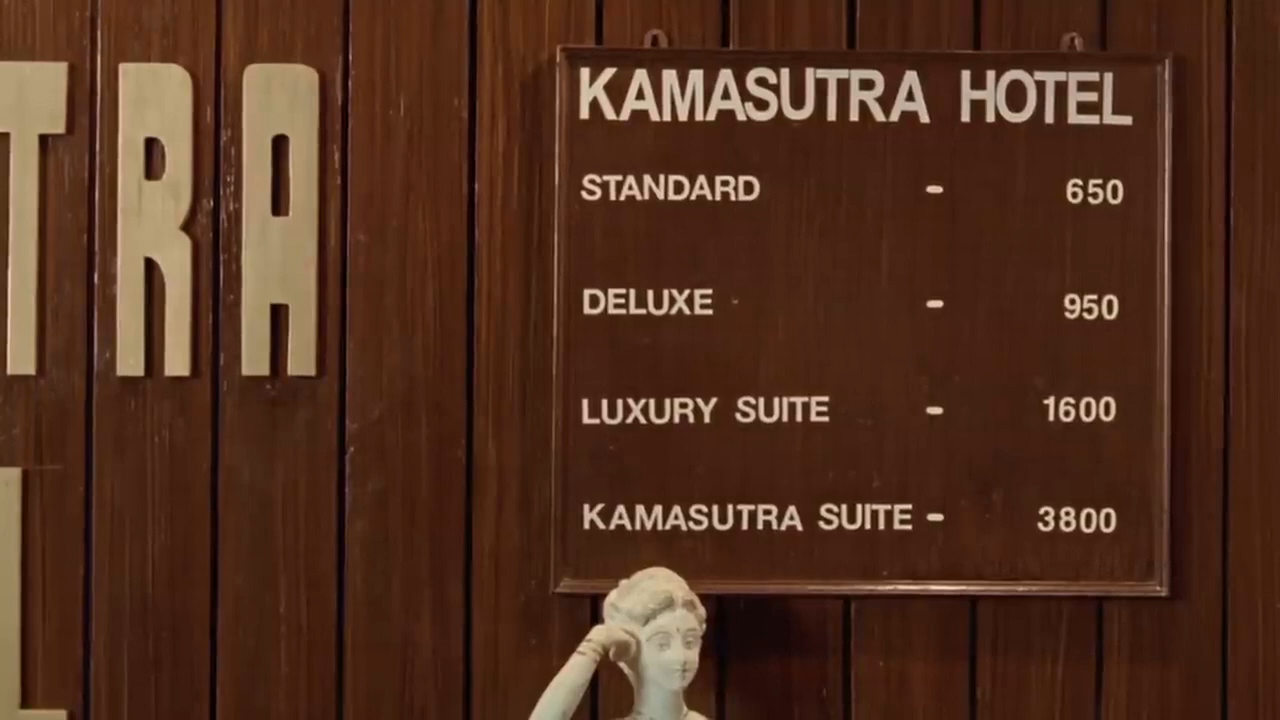 TRA
KAMASUTRA HOTEL
STANDARD - 650
DELUXE - 950
LUXURY SUITE - 1600
KAMASUTRA SUITE - 3800